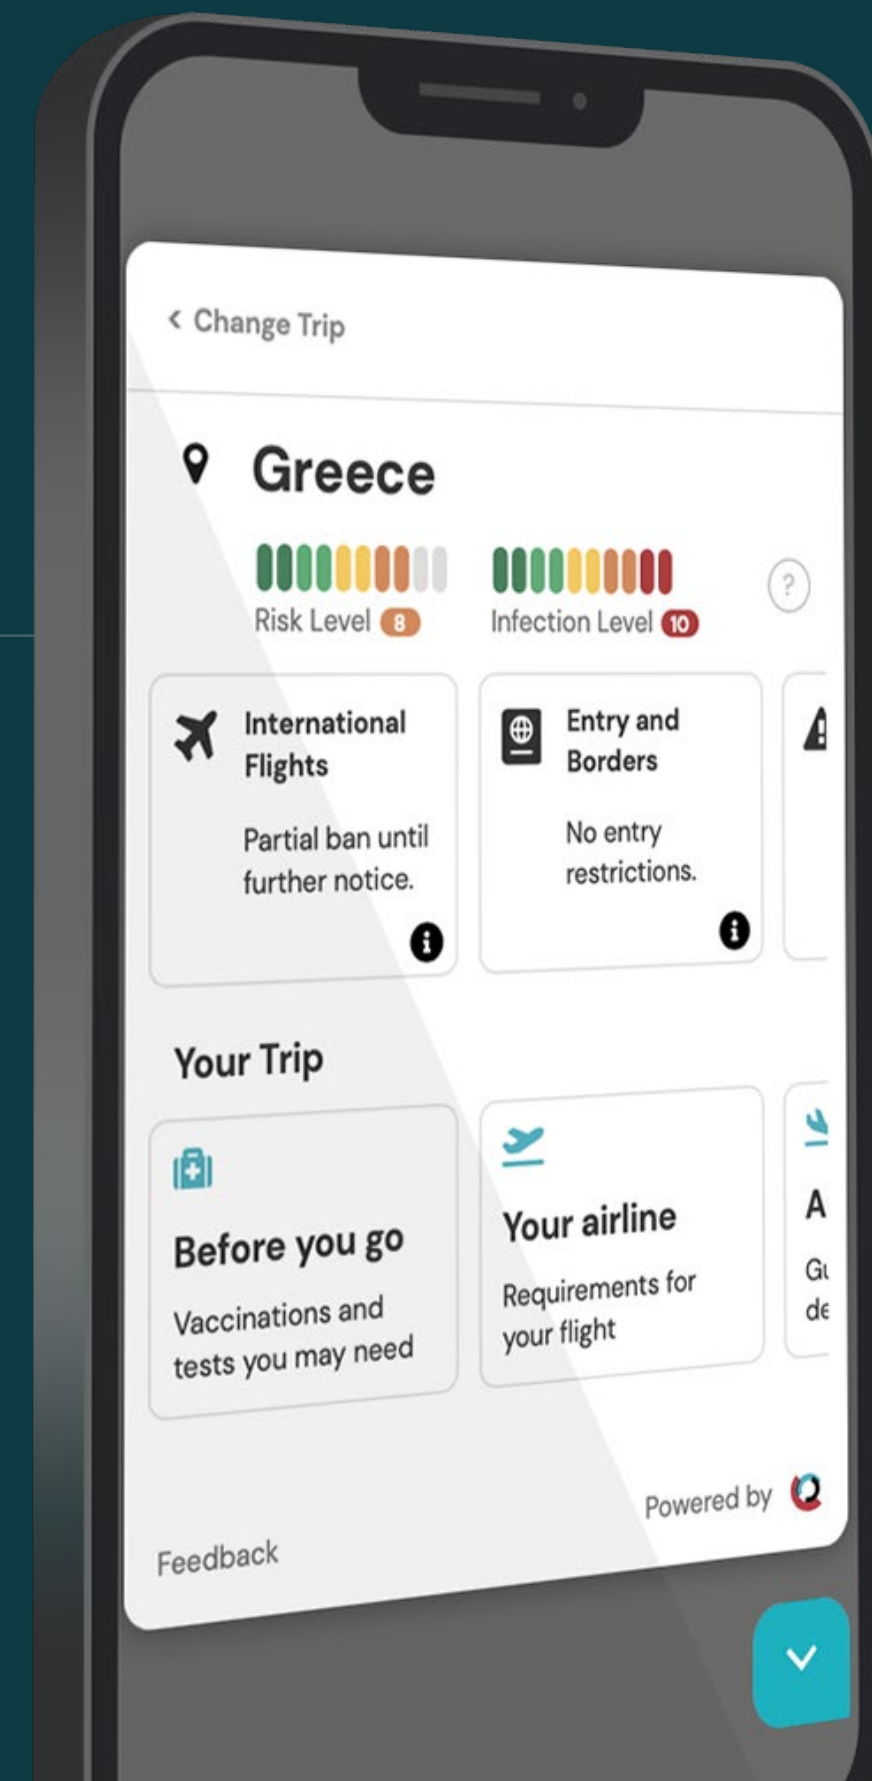 < Change Trip
Greece
Risk Level 8
Infection Level 10
?
International
Flights
Partial ban until
further notice.
Entry and
Borders
No entry
restrictions.
Your Trip
Before you go
Vaccinations and
tests you may need
Your airline
Requirements for
your flight
A
Gu
de
Powered by
Feedback